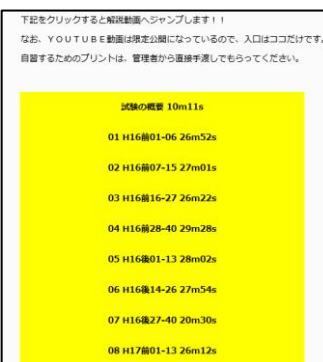 下記をクリックすると解説動画へジャンプします！！
なお、ＹＯＵＴＵＢＥ動画は限定公開になっているので、入口はココだけです。
自習するためのプリントは、管理者から直接手渡しでもらってください。
試験の概要 10m11s
01 H16前01-06 26m52s
02 H16前07-15 27m01s
03 H16前16-27 26m22s
04 H16前28-40 29m28s
05 H16後01-13 28m02s
06 H16後14-26 27m54s
07 H16後27-40 20m30s
08 H17前01-13 26m12s